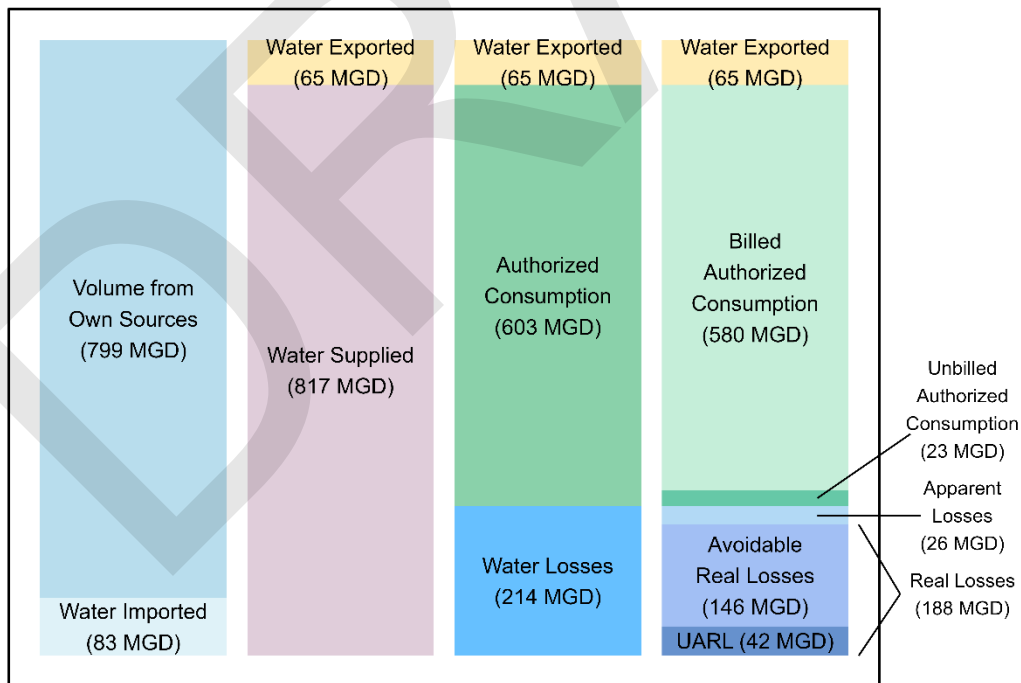 Volume from
Own Sources
(799 MGD)
Water Imported
(83 MGD)
Water Exported
(65 MGD)
Water Supplied
(817 MGD)
Water Exported
(65 MGD)
Authorized
Consumption
(603 MGD)
Water Losses
(214 MGD)
Water Exported
(65 MGD)
Billed
Authorized
Consumption
(580 MGD)
Avoidable
Real Losses
(146 MGD)
UARL (42 MGD)
Unbilled
Authorized
Consumption
(23 MGD)
Apparent
Losses
(26 MGD)
Real Losses
(188 MGD)